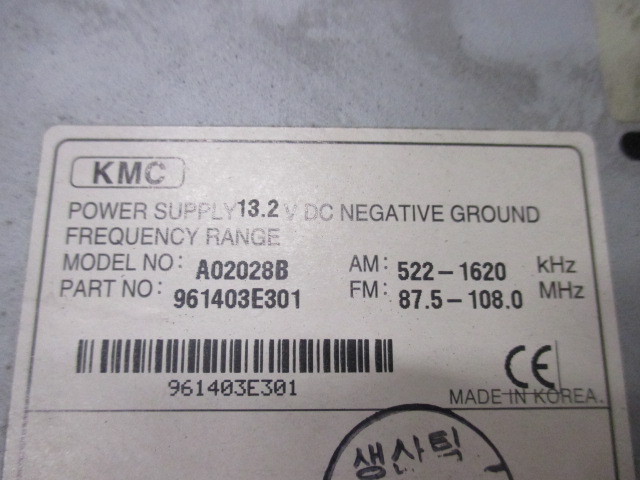 KMC
POWER SUPPLY 13.2 V DC NEGATIVE GROUND
FREQUENCY RANGE
MODEL NO: A02028B AM: 522-1620 kHz
PART NO: 961403E301 FM: 87.5-108.0 MHz
961403E301
CE
MADE IN KOREA.
생산틱